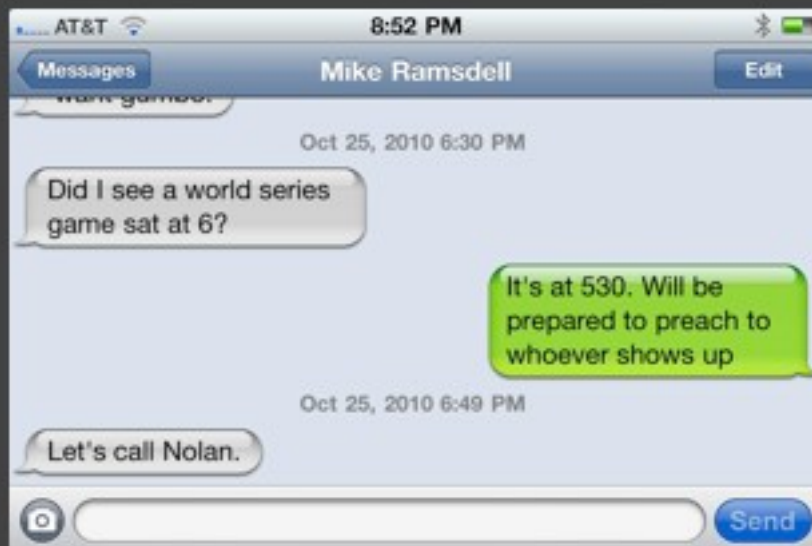 AT&T 8:52 PM
Messages Mike Ramsdell Edit
want gumbo.
Oct 25, 2010 6:30 PM
Did I see a world series
game sat at 6?
It's at 530. Will be
prepared to preach to
whoever shows up
Oct 25, 2010 6:49 PM
Let's call Nolan.
Send